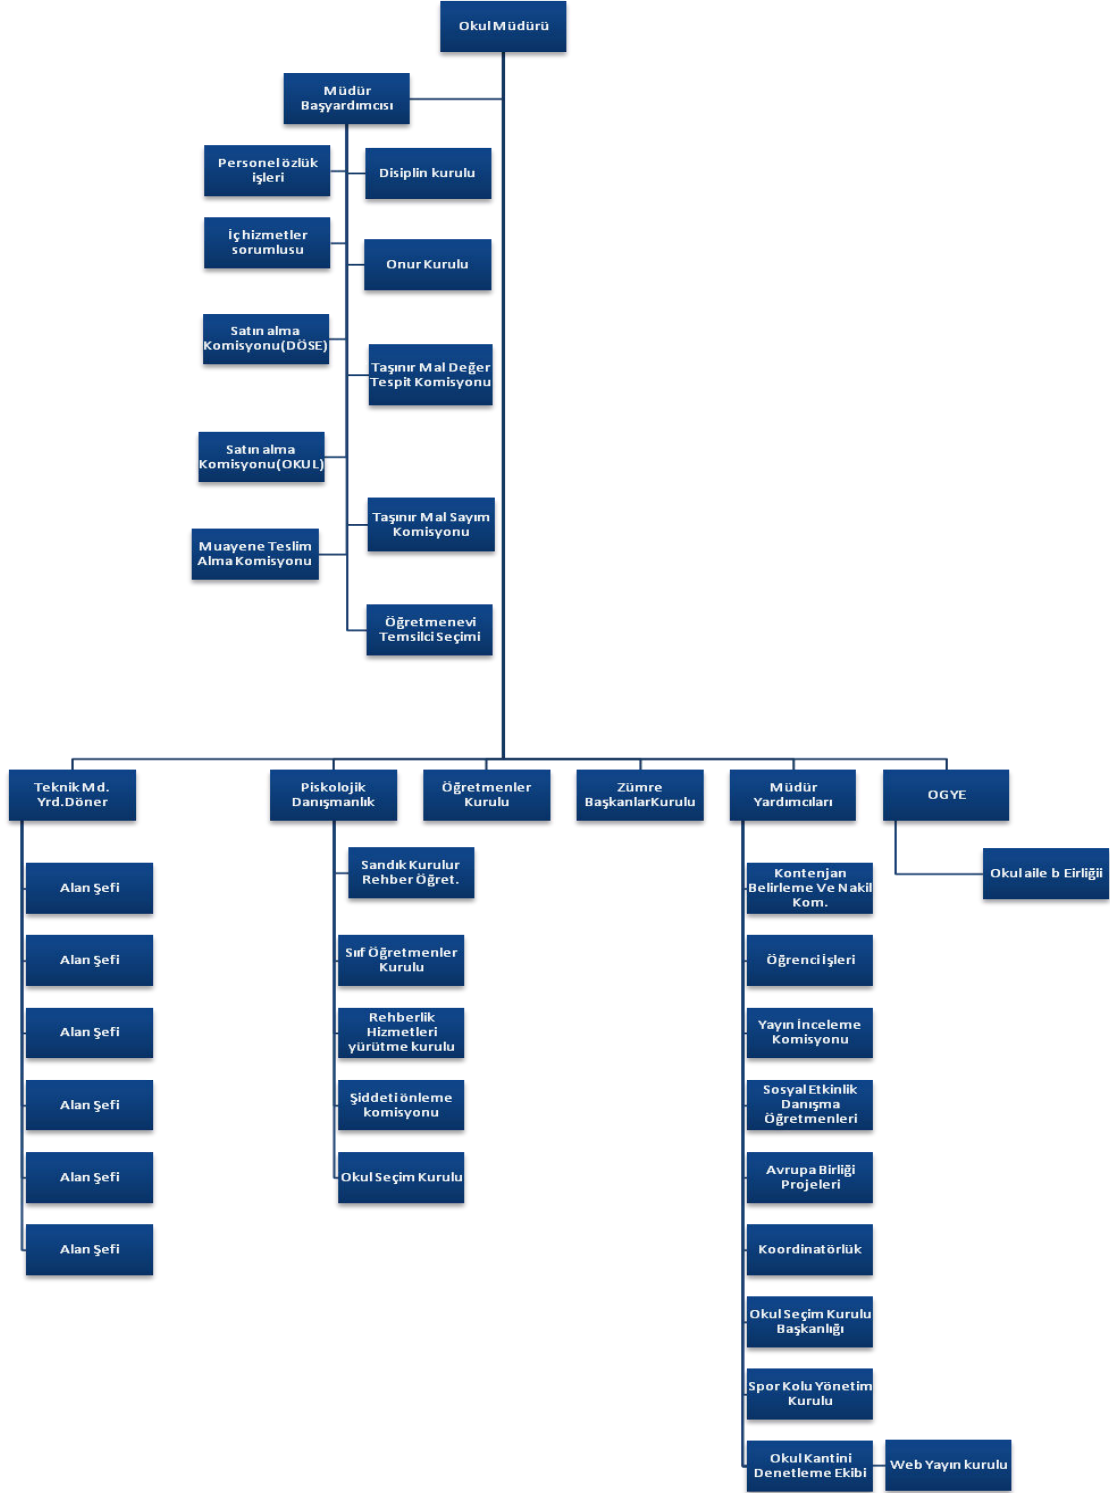 Okul Müdürü
Müdür
Başyardımcısı
Personel özlük
işleri
Disiplin kurulu
İç hizmetler
sorumlusu
Onur Kurulu
Satın alma
Komisyonu(DÖSE)
Taşınır Mal Değer
Tespit Komisyonu
Satın alma
Komisyonu(OKUL)
Taşınır Mal Sayım
Komisyonu
Muayene Teslim
Alma Komisyonu
Öğretmenevi
Temsilci Seçimi
Teknik Md.
Yrd.Döner
Piskolojik
Danışmanlık
Öğretmenler
Kurulu
Zümre
BaşkanlarKurulu
Müdür
Yardımcıları
OGYE
Alan Şefi
Alan Şefi
Alan Şefi
Alan Şefi
Alan Şefi
Alan Şefi
Sandık Kurulur
Rehber Öğret.
Sııf Öğretmenler
Kurulu
Rehberlik
Hizmetleri
yürütme kurulu
Şiddeti önleme
komisyonu
Okul Seçim Kurulu
Kontenjan
Belirleme Ve Nakil
Kom.
Öğrenci İşleri
Yayın İnceleme
Komisyonu
Sosyal Etkinlik
Danışma
Öğretmenleri
Avrupa Birliği
Projeleri
Koordinatörlük
Okul Seçim Kurulu
Başkanlığı
Spor Kolu Yönetim
Kurulu
Okul Kantini
Denetleme Ekibi
Web Yayın kurulu
Okul aile b Eirliğii